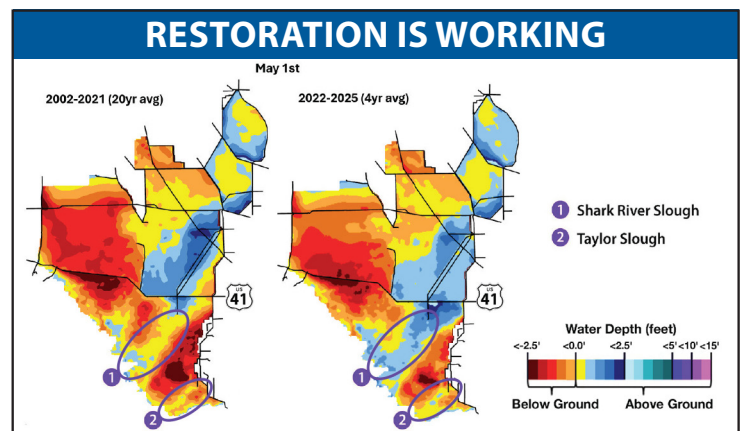 RESTORATION IS WORKING
May 1st
2002-2021 (20yr avg)
2022-2025 (4yr avg)
1 Shark River Slough
2 Taylor Slough
US
41
US
41
1
2
1
2
Water Depth (feet)
<-2.5' <0.0' <2.5' <5' <10' <15'
Below Ground Above Ground